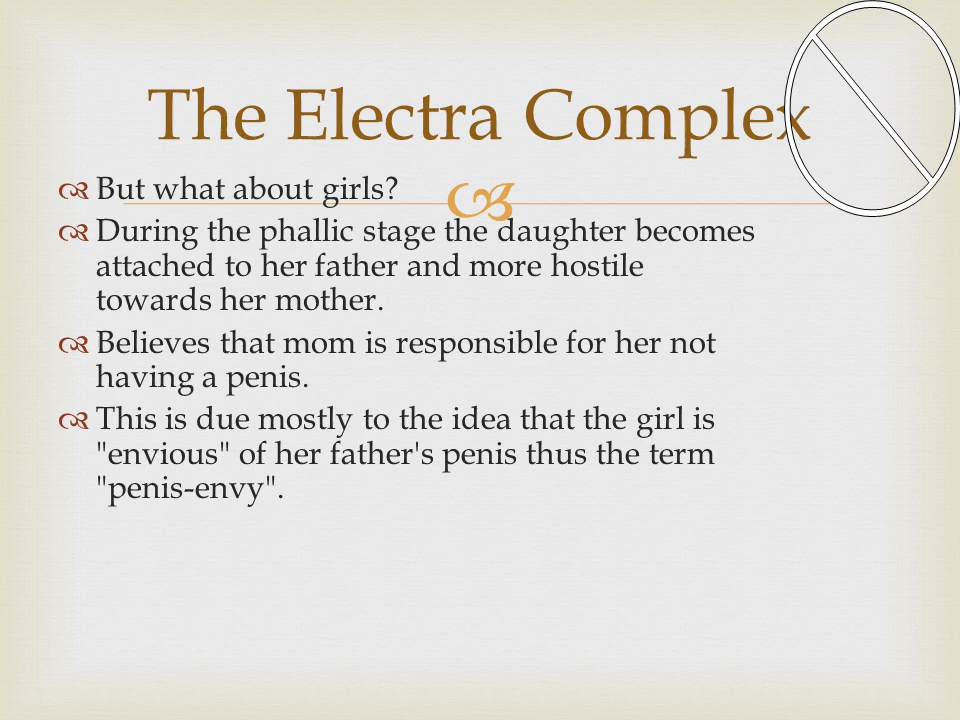 The Electra Complex
But what about girls?
During the phallic stage the daughter becomes
attached to her father and more hostile
towards her mother.
Believes that mom is responsible for her not
having a penis.
This is due mostly to the idea that the girl is
"envious" of her father's penis thus the term
"penis-envy".